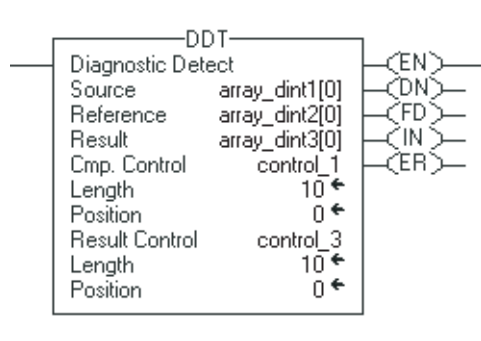 DDT
Diagnostic Detect EN
Source array_dint1[0] DN
Reference array_dint2[0] FD
Result array_dint3[0] IN
Cmp. Control control_1 ER
Length 10
Position 0
Result Control control_3
Length 10
Position 0